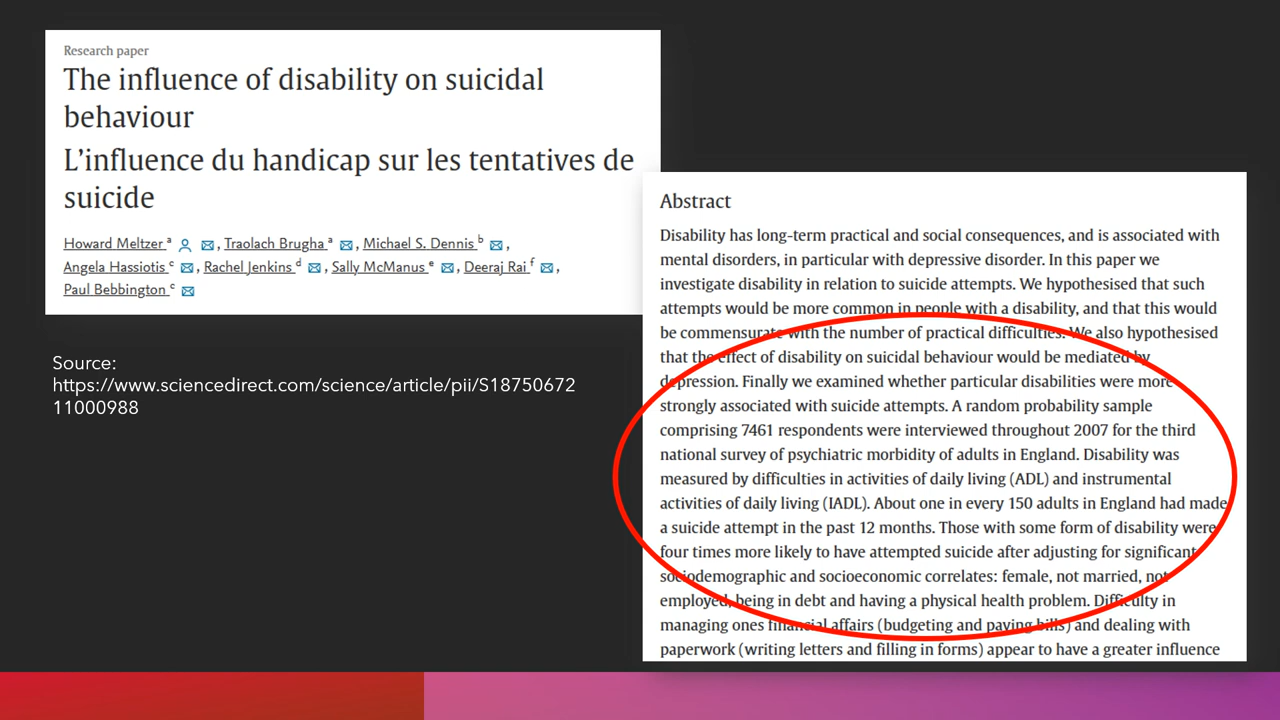 Research paper
The influence of disability on suicidal
behaviour
L'influence du handicap sur les tentatives de
suicide
Howard Meltzer a , Traolach Brugha a , Michael S. Dennis b ,
Angela Hassiotis c , Rachel Jenkins d , Sally McManus e , Deeraj Rai f ,
Paul Bebbington c
Source:
https://www.sciencedirect.com/science/article/pii/S18750672
11000988
Abstract
Disability has long-term practical and social consequences, and is associated with
mental disorders, in particular with depressive disorder. In this paper we
investigate disability in relation to suicide attempts. We hypothesised that such
attempts would be more common in people with a disability, and that this would
be commensurate with the number of practical difficulties. We also hypothesised
that the effect of disability on suicidal behaviour would be mediated by
depression. Finally we examined whether particular disabilities were more
strongly associated with suicide attempts. A random probability sample
comprising 7461 respondents were interviewed throughout 2007 for the third
national survey of psychiatric morbidity of adults in England. Disability was
measured by difficulties in activities of daily living (ADL) and instrumental
activities of daily living (IADL). About one in every 150 adults in England had made
a suicide attempt in the past 12 months. Those with some form of disability were
four times more likely to have attempted suicide after adjusting for significant
sociodemographic and socioeconomic correlates: female, not married, not
employed, being in debt and having a physical health problem. Difficulty in
managing ones financial affairs (budgeting and paying bills) and dealing with
paperwork (writing letters and filling in forms) appear to have a greater influence